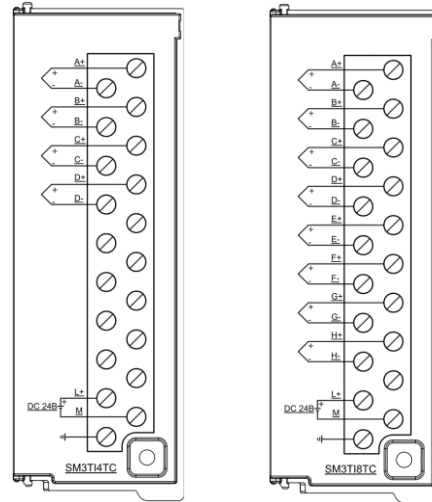 A+
+
A-
-
B+
+
B-
-
C+
+
C-
-
D+
+
D-
-
L+
DC 24B
+
M
SM3TI4TC
A+
+
A-
-
B+
+
B-
-
C+
+
C-
-
D+
+
D-
-
E+
+
E-
-
F+
+
F-
-
G+
+
G-
-
H+
+
H-
-
L+
DC 24B
+
M
SM3TI8TC